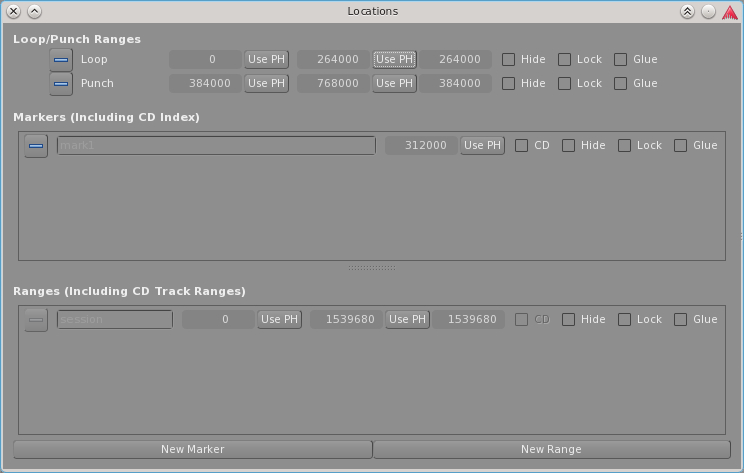 Locations
Loop/Punch Ranges
Loop 0 Use PH 264000 Use PH 264000 Hide Lock Glue
Punch 384000 Use PH 768000 Use PH 384000 Hide Lock Glue
Markers (Including CD Index)
mark1 312000 Use PH CD Hide Lock Glue
Ranges (Including CD Track Ranges)
session 0 Use PH 1539680 Use PH 1539680 CD Hide Lock Glue
New Marker New Range